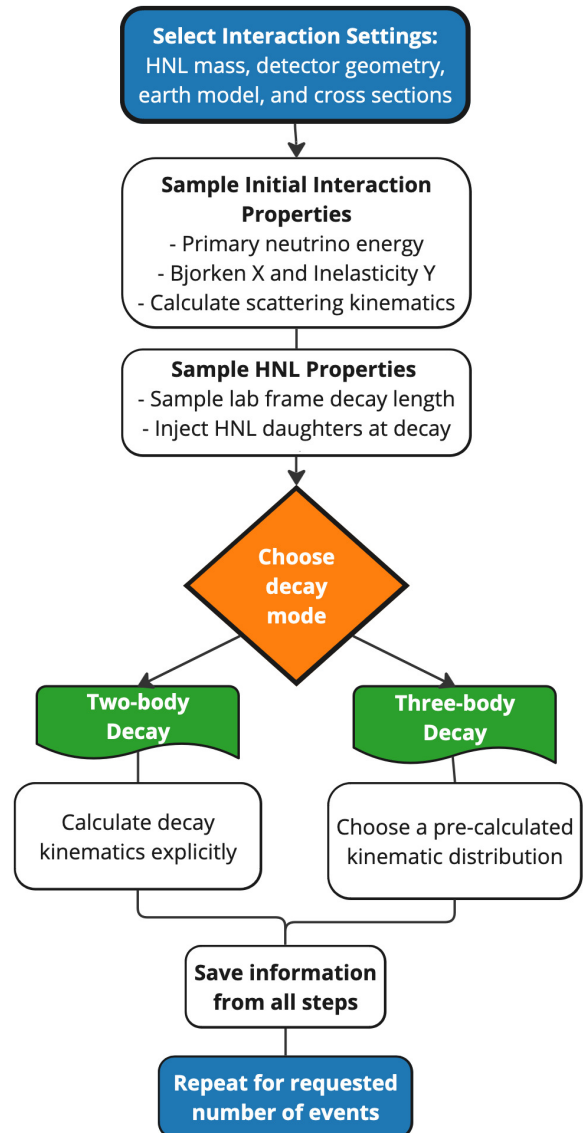 Select Interaction Settings:
HNL mass, detector geometry,
earth model, and cross sections
Sample Initial Interaction
Properties
- Primary neutrino energy
- Bjorken X and Inelasticity Y
- Calculate scattering kinematics
Sample HNL Properties
- Sample lab frame decay length
- Inject HNL daughters at decay
Choose
decay
mode
Two-body
Decay
Three-body
Decay
Calculate decay
kinematics explicitly
Choose a pre-calculated
kinematic distribution
Save information
from all steps
Repeat for requested
number of events